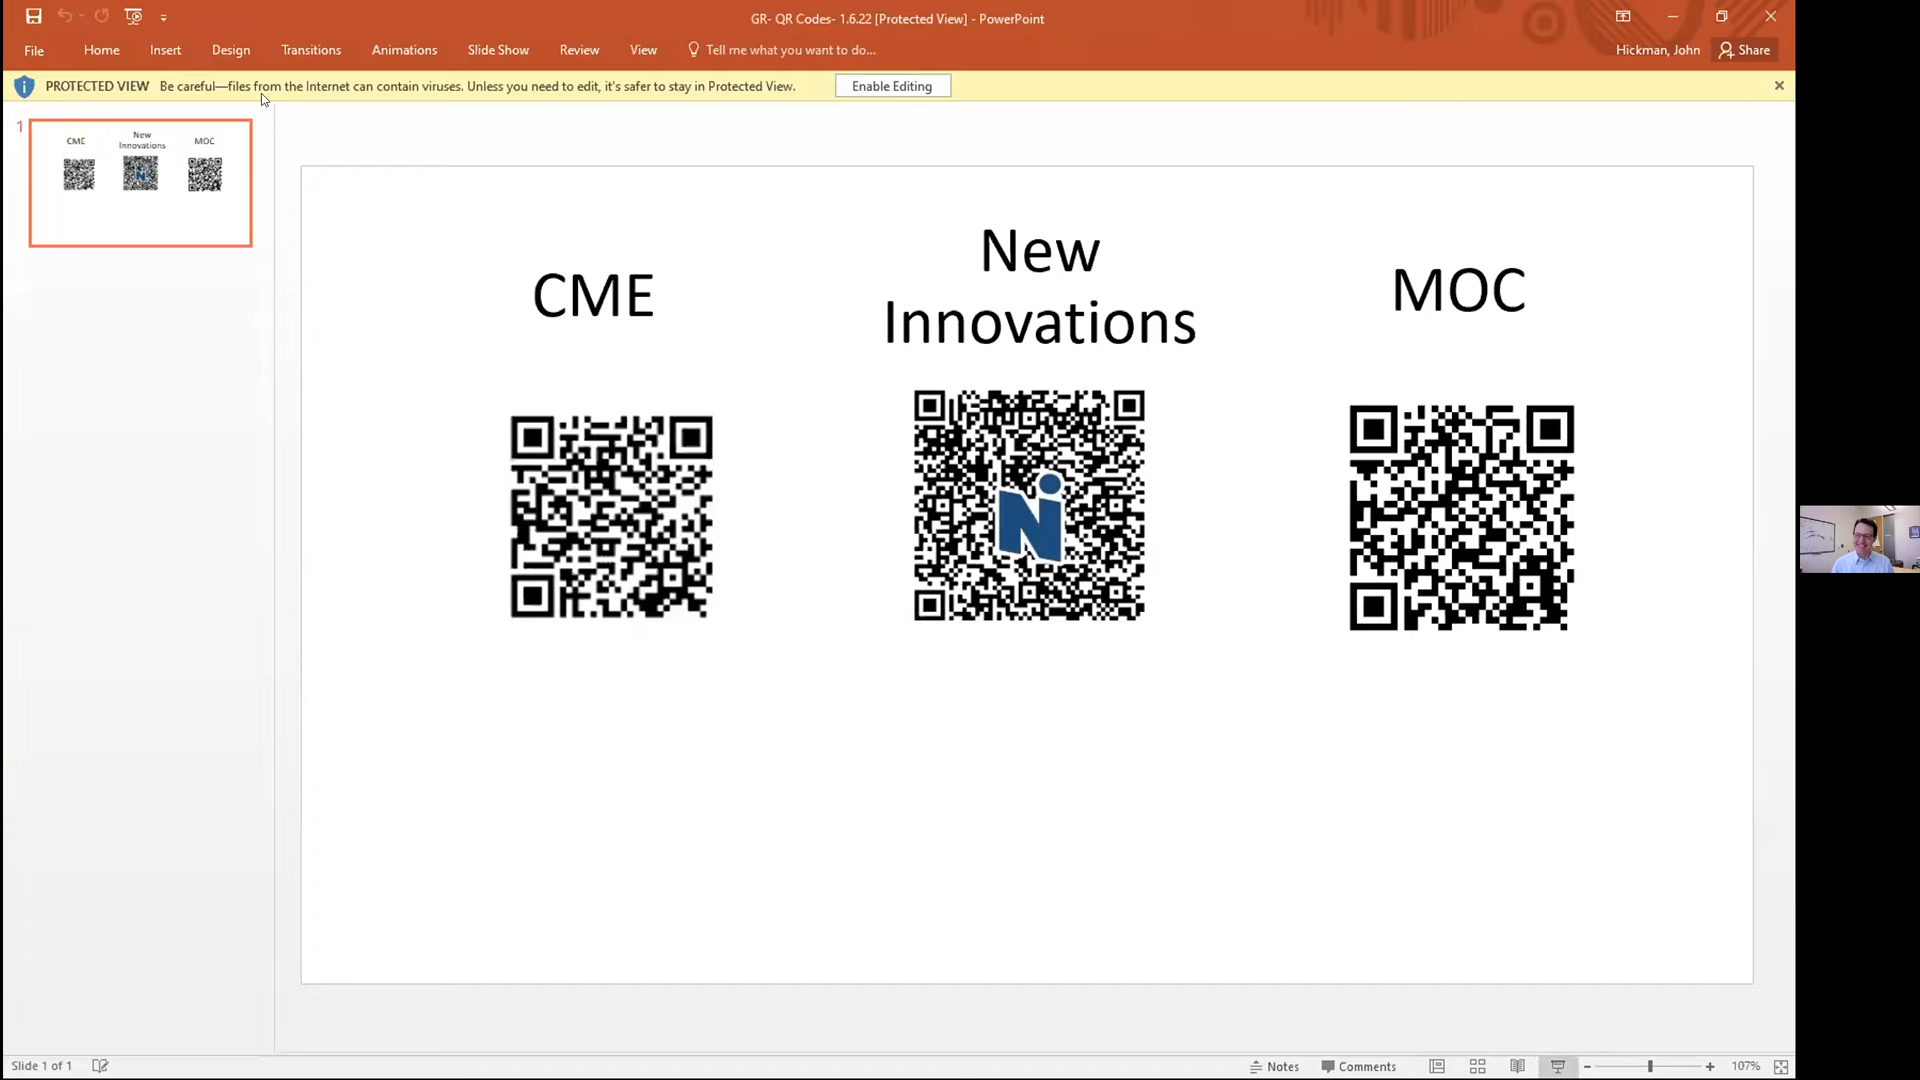 GR- QR Codes- 1.6.22 [Protected View] - PowerPoint
File Home Insert Design Transitions Animations Slide Show Review View Tell me what you want to do... Hickman, John Share
PROTECTED VIEW Be careful—files from the Internet can contain viruses. Unless you need to edit, it's safer to stay in Protected View. Enable Editing
1
CME
New
Innovations
MOC
CME
New
Innovations
MOC
Ni
Slide 1 of 1 Notes Comments 107%